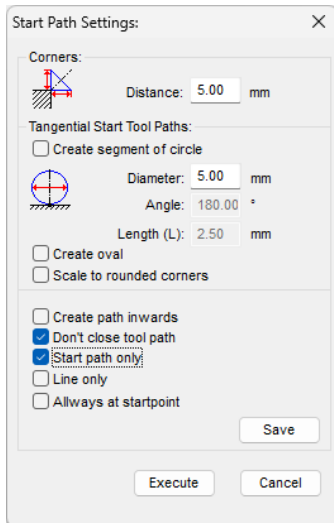 Start Path Settings:
Corners:
Distance: 5.00 mm
Tangential Start Tool Paths:
Create segment of circle
Diameter: 5.00 mm
Angle: 180.00 °
Length (L): 2.50 mm
Create oval
Scale to rounded corners
Create path inwards
Don't close tool path
Start path only
Line only
Allways at startpoint
Save
Execute Cancel